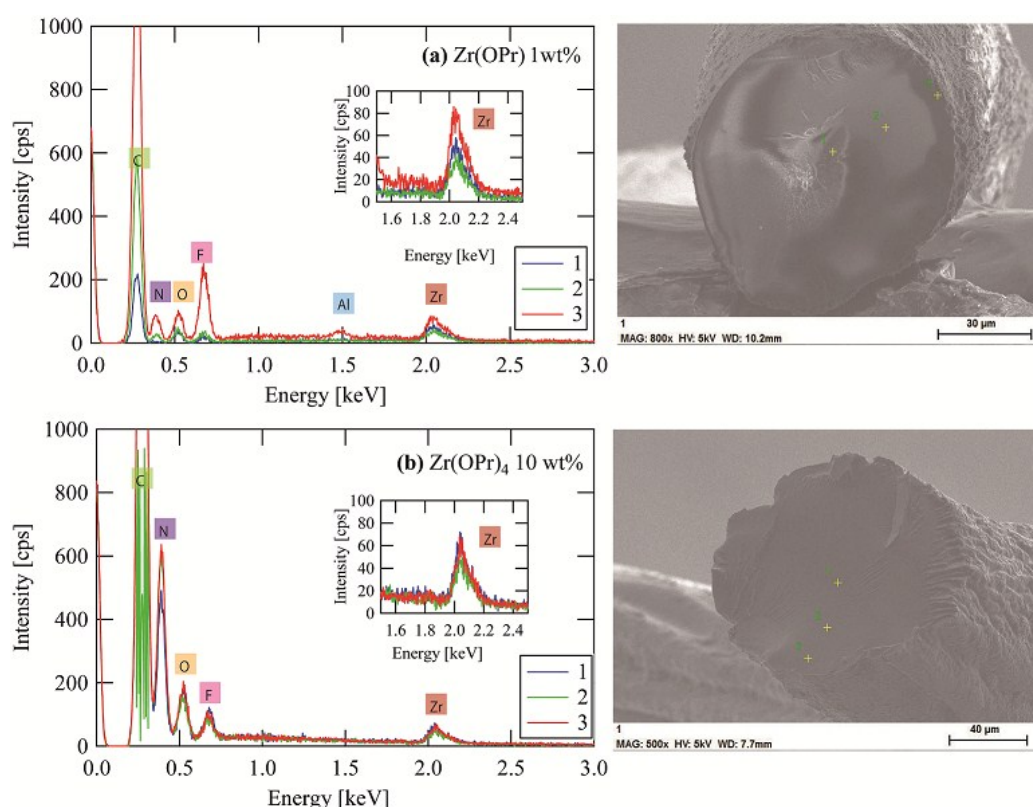 (a) Zr(OPr) 1wt%
Intensity [cps]
1000
800
600
400
200
0
0.0 0.5 1.0 1.5 2.0 2.5 3.0
Energy [keV]
C
N
O
F
Al
Zr
Intensity [cps]
100
80
60
40
20
0
1.6 1.8 2.0 2.2 2.4
Energy [keV]
Zr
1
2
3
1
MAG: 800x HV: 5kV WD: 10.2mm
30 µm
(b) Zr(OPr)4 10 wt%
Intensity [cps]
1000
800
600
400
200
0
0.0 0.5 1.0 1.5 2.0 2.5 3.0
Energy [keV]
C
N
O
F
Zr
Intensity [cps]
100
80
60
40
20
0
1.6 1.8 2.0 2.2 2.4
Energy [keV]
Zr
1
2
3
1
MAG: 500x HV: 5kV WD: 7.7mm
40 µm